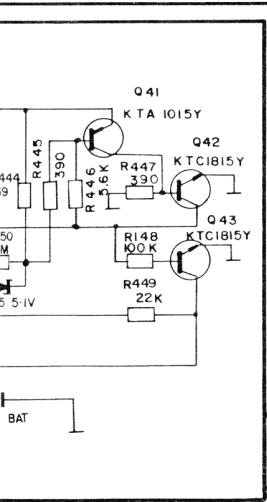 Q41
KTA 1015Y
Q42
KTC1815Y
R445
390
R446
5.6K
R447
390
444
Q43
KTC1815Y
R148
100K
50
M
R449
22K
5 5·1V
BAT